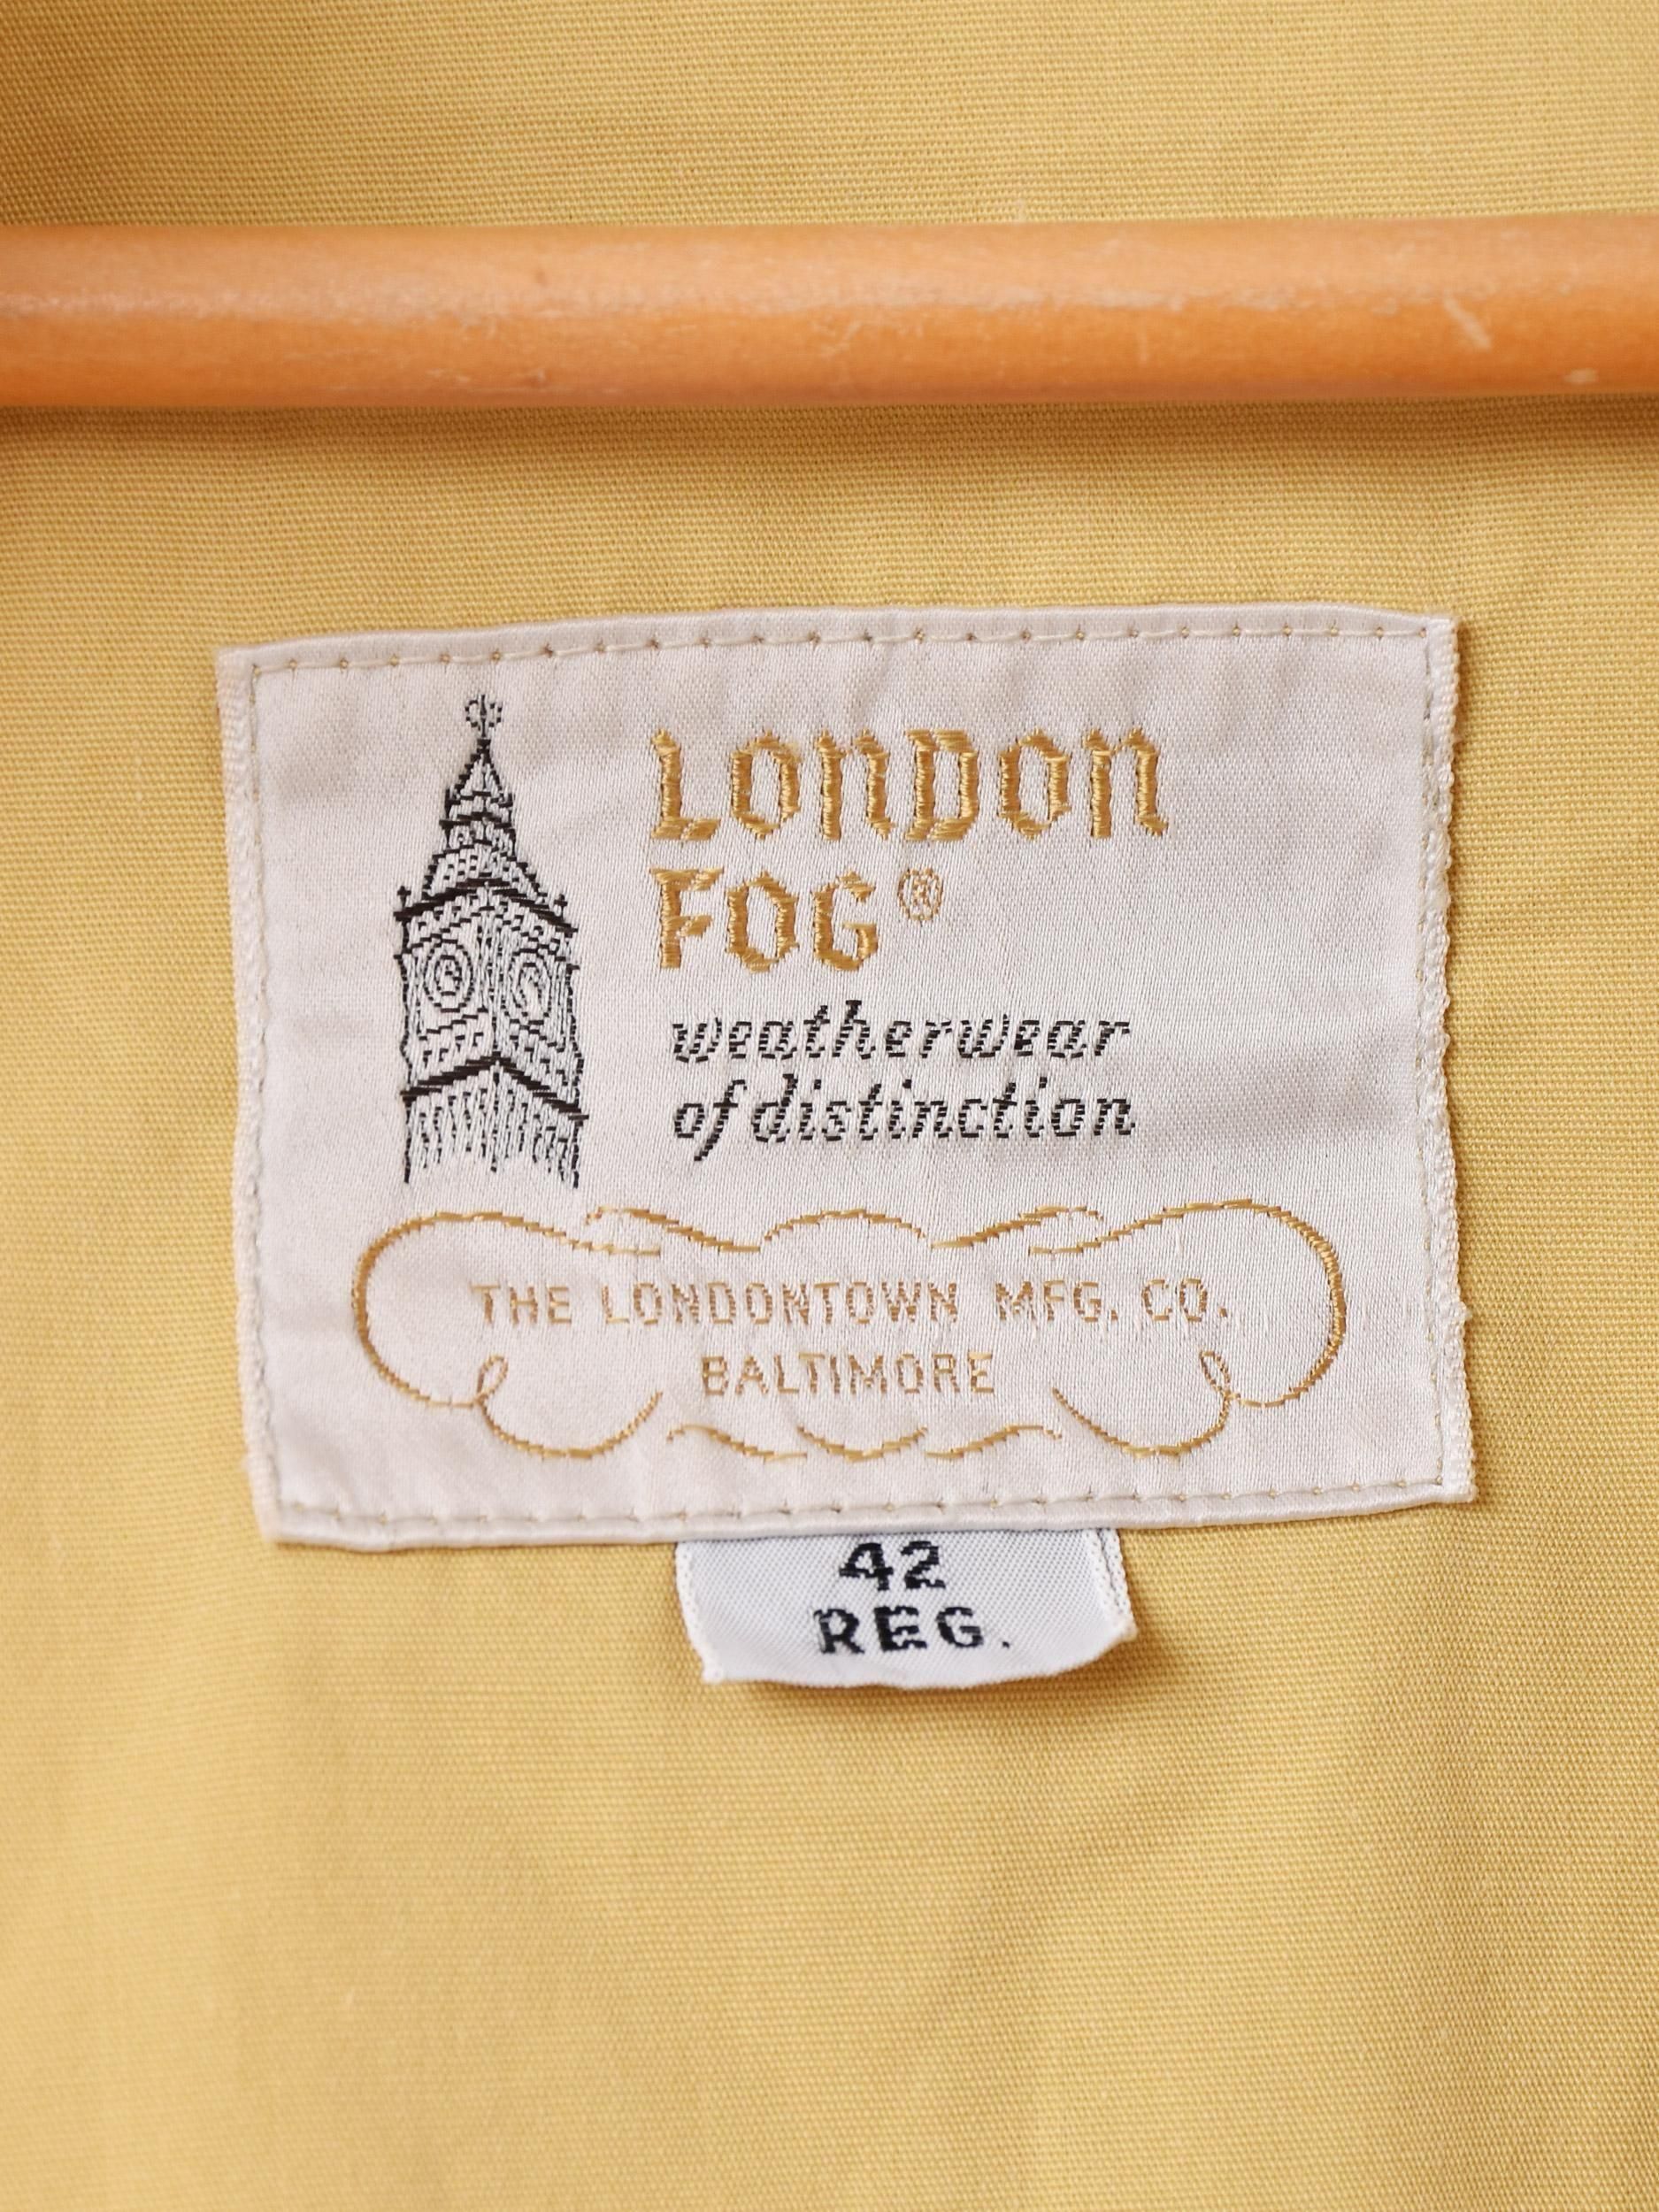 LONDON
FOG®
weatherwear
of distinction
THE LONDONTOWN MFG. CO.
BALTIMORE
42
REG.